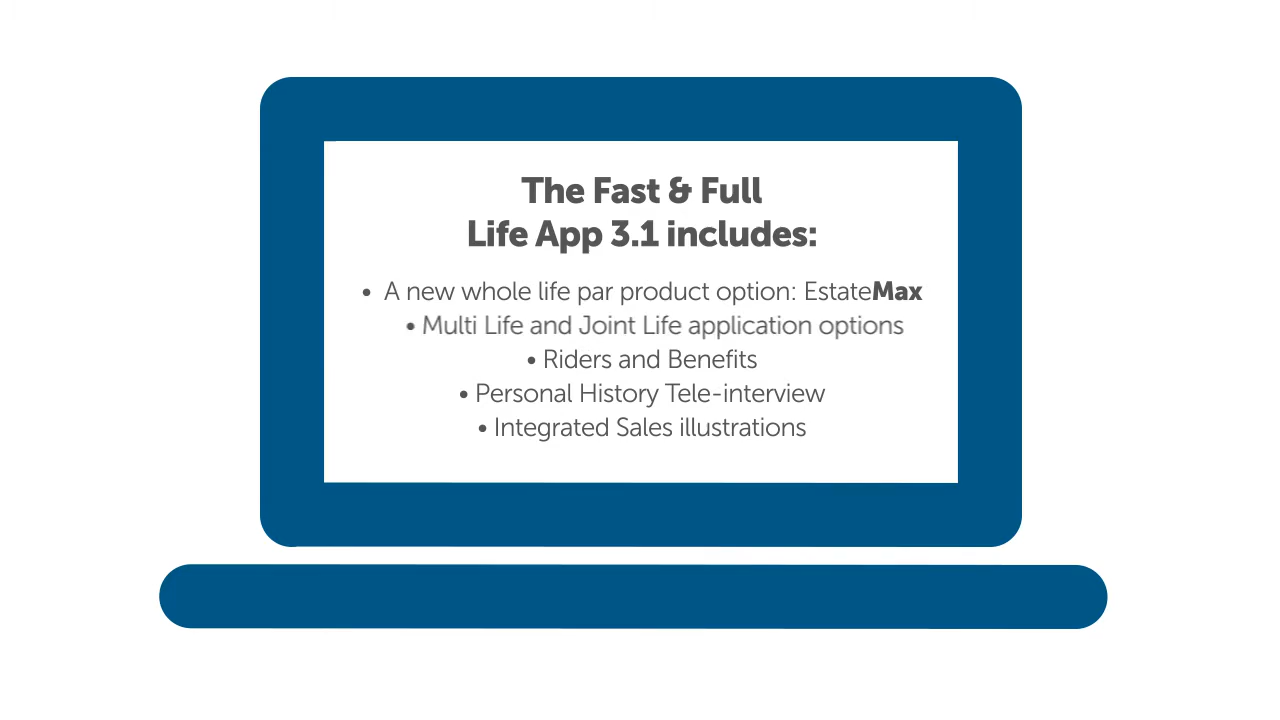 The Fast & Full
Life App 3.1 includes:
• A new whole life par product option: EstateMax
• Multi Life and Joint Life application options
• Riders and Benefits
• Personal History Tele-interview
• Integrated Sales illustrations